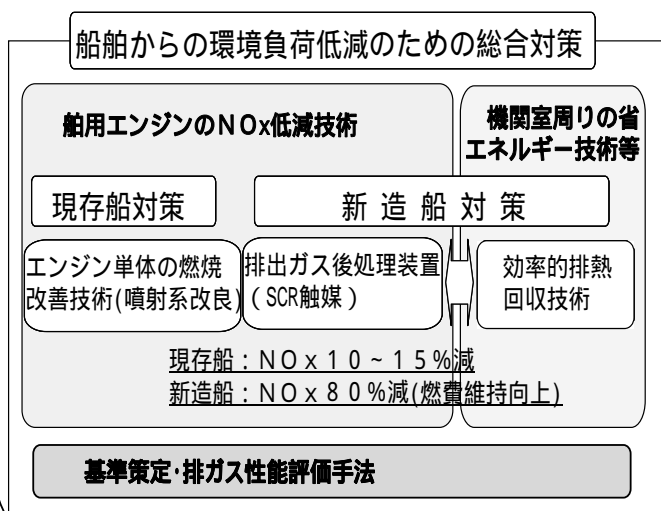 船舶からの環境負荷低減のための総合対策
舶用エンジンのＮＯx低減技術
機関室周りの省
エネルギー技術等
現存船対策
新 造 船 対 策
エンジン単体の燃焼
改善技術(噴射系改良)
排出ガス後処理装置
（SCR触媒）
効率的排熱
回収技術
現存船：ＮＯｘ１０～１５％減
新造船：ＮＯｘ８０％減(燃費維持向上)
基準策定･排ガス性能評価手法